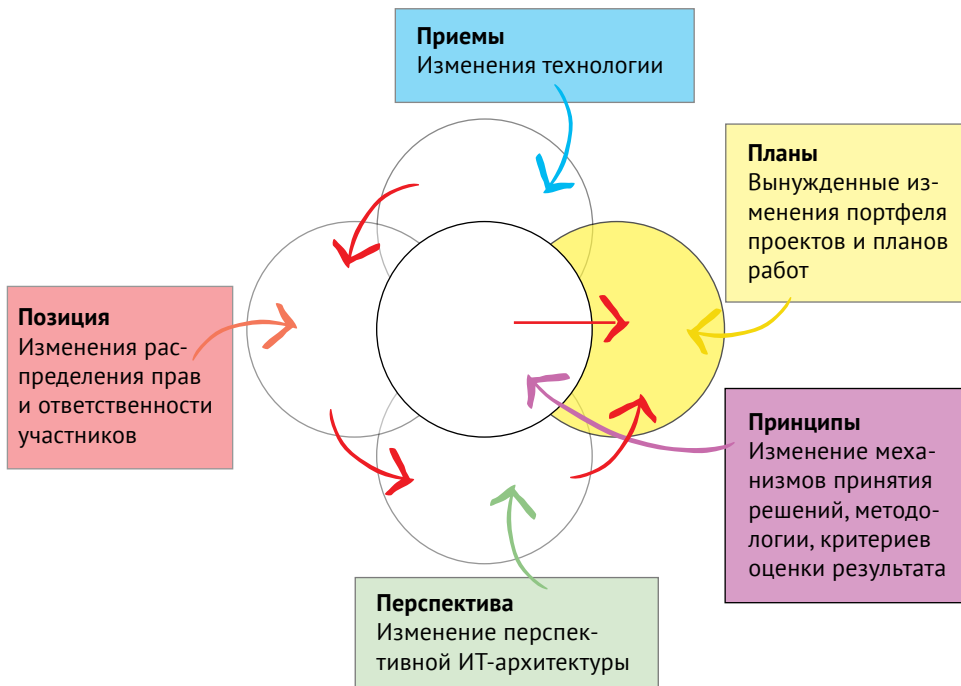 Приемы
Изменения технологии
Планы
Вынужденные из-
менения портфеля
проектов и планов
работ
Позиция
Изменения рас-
пределения прав
и ответственности
участников
Принципы
Изменение меха-
низмов принятия
решений, методо-
логии, критериев
оценки результата
Перспектива
Изменение перспек-
тивной ИТ-архитектуры